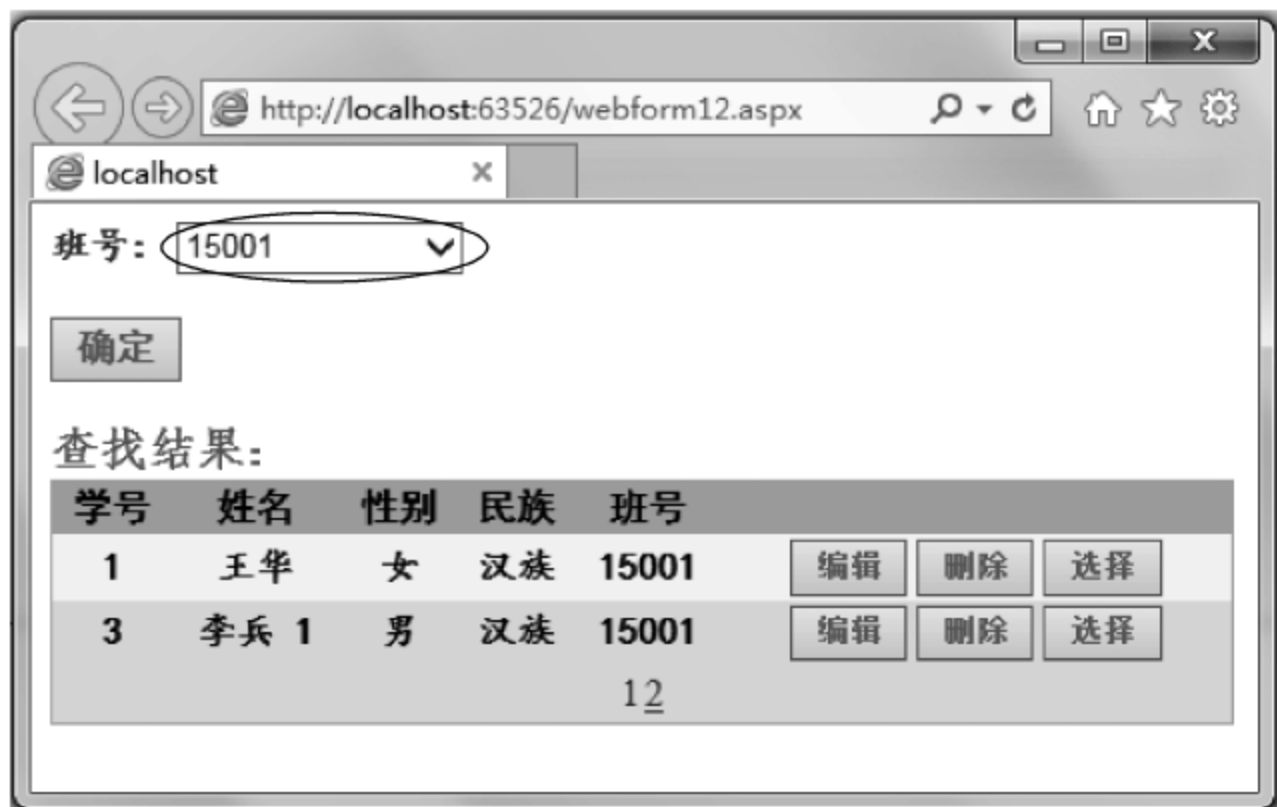 http://localhost:63526/webform12.aspx
localhost
班号: 15001
确定
查找结果:
学号 姓名 性别 民族 班号
1 王华 女 汉族 15001 编辑 删除 选择
3 李兵 1 男 汉族 15001 编辑 删除 选择
1 2